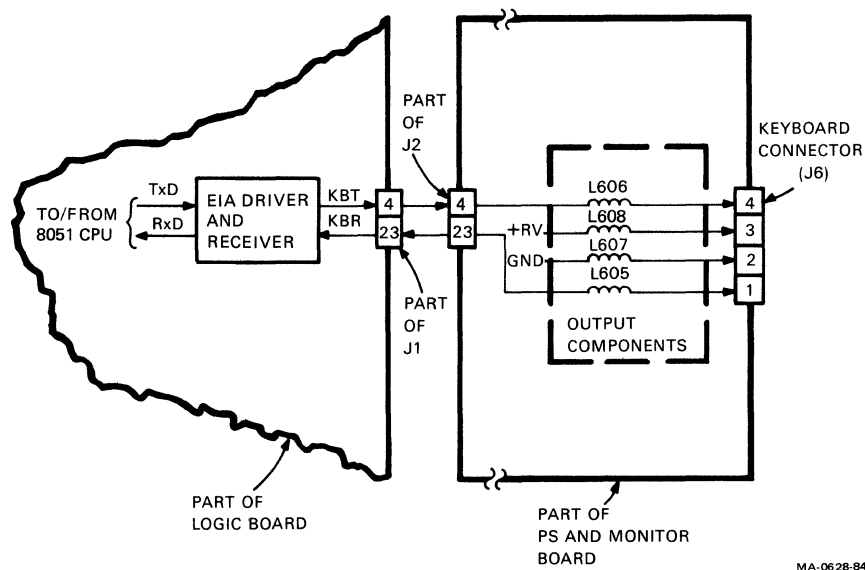 PART
OF
J2
KEYBOARD
CONNECTOR
(J6)
TO/FROM
8051 CPU
TxD
RxD
EIA DRIVER
AND
RECEIVER
KBT
KBR
4
23
4
23
L606
+RV
L608
GND
L607
L605
4
3
2
1
OUTPUT
COMPONENTS
PART
OF
J1
PART OF
LOGIC BOARD
PART OF
PS AND MONITOR
BOARD
MA-0628-84